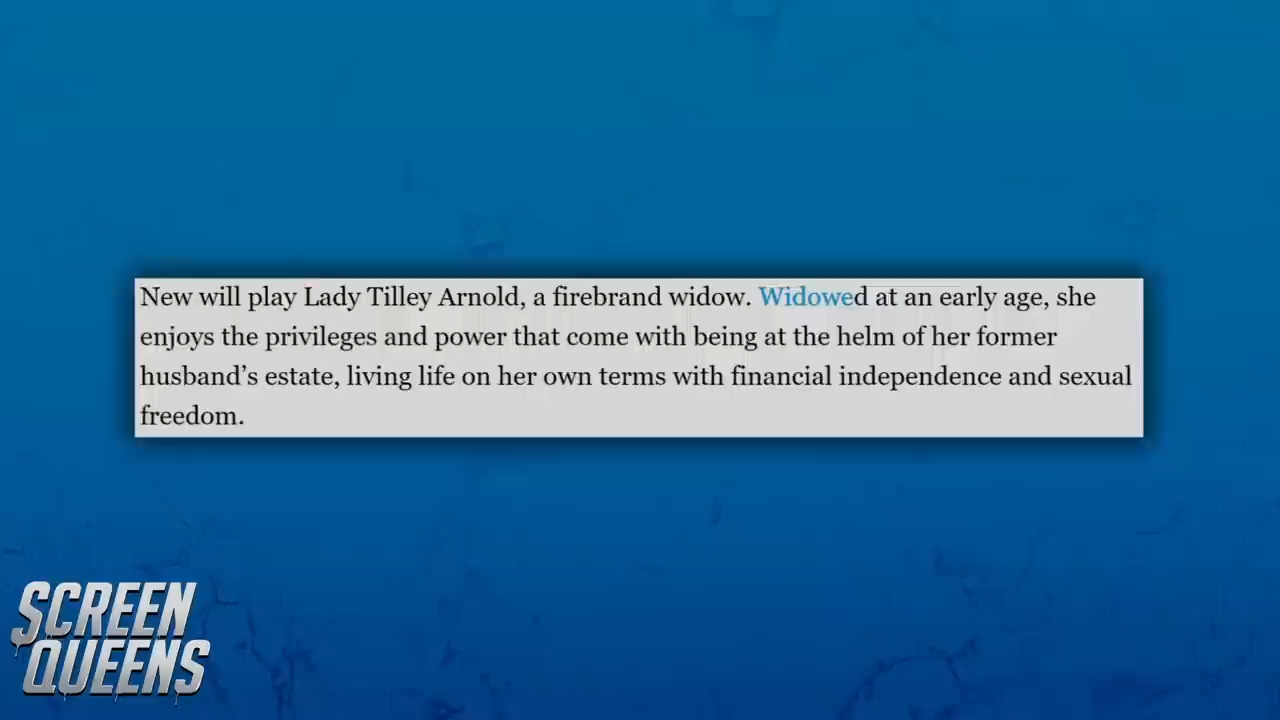 New will play Lady Tilley Arnold, a firebrand widow. Widowed at an early age, she
enjoys the privileges and power that come with being at the helm of her former
husband’s estate, living life on her own terms with financial independence and sexual
freedom.
SCREEN
QUEENS